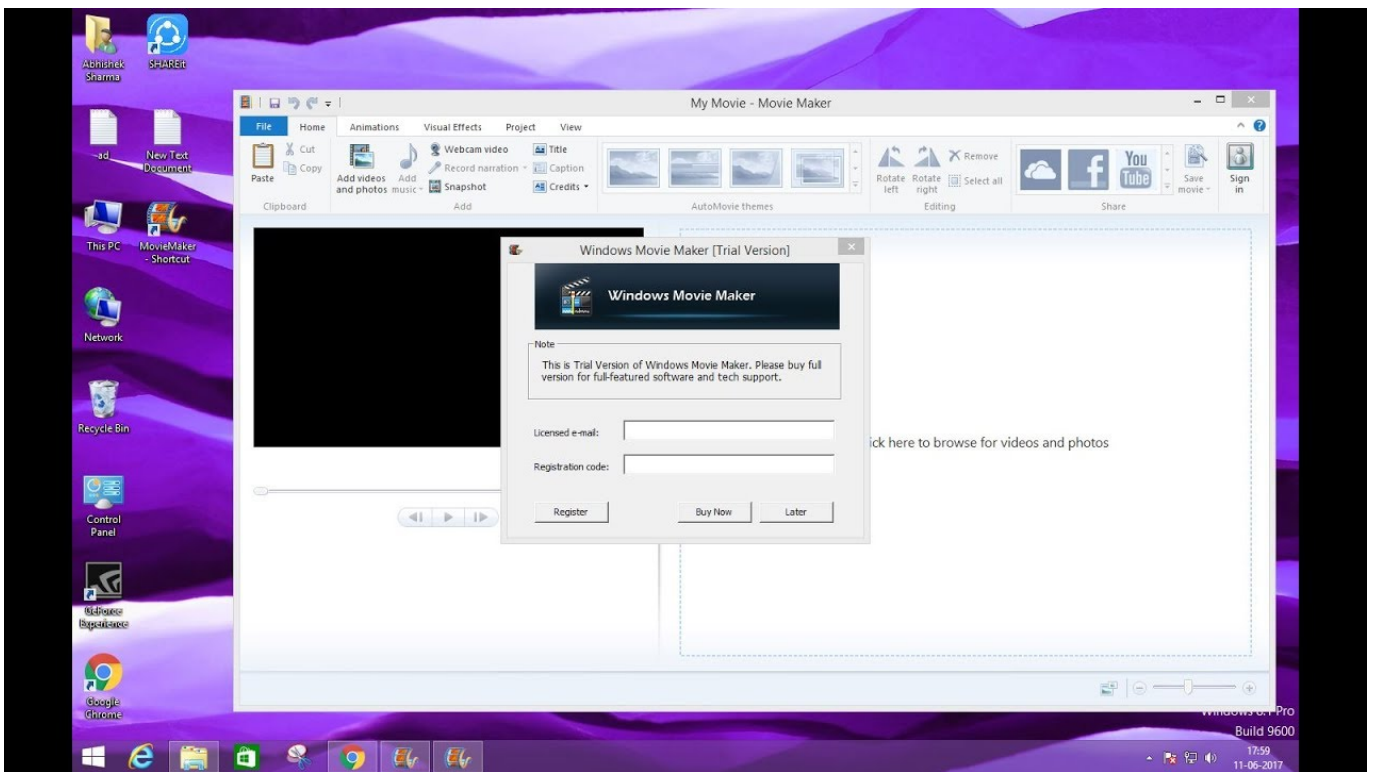 Abhishek
Sharma
SHAREit
ad
New Text
Document
This PC
MovieMaker
- Shortcut
Network
Recycle Bin
Control
Panel
GeForce
Experience
Google
Chrome
My Movie - Movie Maker
File Home Animations Visual Effects Project View
Paste
Cut
Copy
Clipboard
Add videos
and photos
Add
music
Webcam video
Record narration
Snapshot
Title
Caption
Credits
Add
AutoMovie themes
Rotate
left
Rotate
right
Remove
Select all
Editing
f
You
Tube
Share
Save
movie
Sign
in
Windows Movie Maker [Trial Version]
Windows Movie Maker
Note
This is Trial Version of Windows Movie Maker. Please buy full
version for full-featured software and tech support.
Licensed e-mail:
Registration code:
Register Buy Now Later
ick here to browse for videos and photos
Windows 8.1 Pro
Build 9600
17:59
11-06-2017